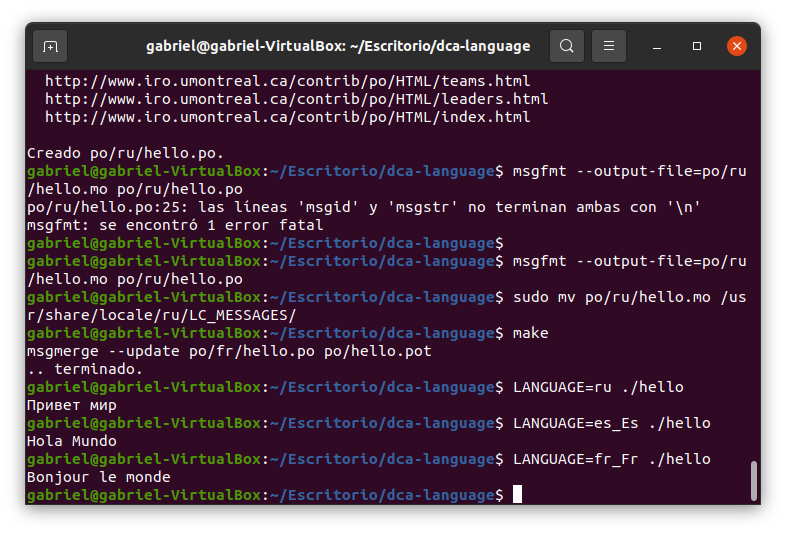 gabriel@gabriel-VirtualBox: ~/Escritorio/dca-language
http://www.iro.umontreal.ca/contrib/po/HTML/teams.html
http://www.iro.umontreal.ca/contrib/po/HTML/leaders.html
http://www.iro.umontreal.ca/contrib/po/HTML/index.html
Creado po/ru/hello.po.
gabriel@gabriel-VirtualBox:~/Escritorio/dca-language$ msgfmt --output-file=po/ru
/hello.mo po/ru/hello.po
po/ru/hello.po:25: las líneas 'msgid' y 'msgstr' no terminan ambas con '\n'
msgfmt: se encontró 1 error fatal
gabriel@gabriel-VirtualBox:~/Escritorio/dca-language$
gabriel@gabriel-VirtualBox:~/Escritorio/dca-language$ msgfmt --output-file=po/ru
/hello.mo po/ru/hello.po
gabriel@gabriel-VirtualBox:~/Escritorio/dca-language$ sudo mv po/ru/hello.mo /us
r/share/locale/ru/LC_MESSAGES/
gabriel@gabriel-VirtualBox:~/Escritorio/dca-language$ make
msgmerge --update po/fr/hello.po po/hello.pot
.. terminado.
gabriel@gabriel-VirtualBox:~/Escritorio/dca-language$ LANGUAGE=ru ./hello
Привет мир
gabriel@gabriel-VirtualBox:~/Escritorio/dca-language$ LANGUAGE=es_Es ./hello
Hola Mundo
gabriel@gabriel-VirtualBox:~/Escritorio/dca-language$ LANGUAGE=fr_Fr ./hello
Bonjour le monde
gabriel@gabriel-VirtualBox:~/Escritorio/dca-language$